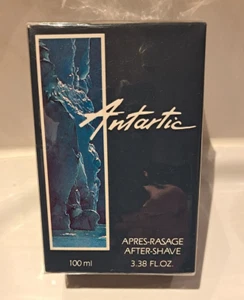 Antartic
APRES-RASAGE
AFTER-SHAVE
100 ml
3.38 FL.OZ.